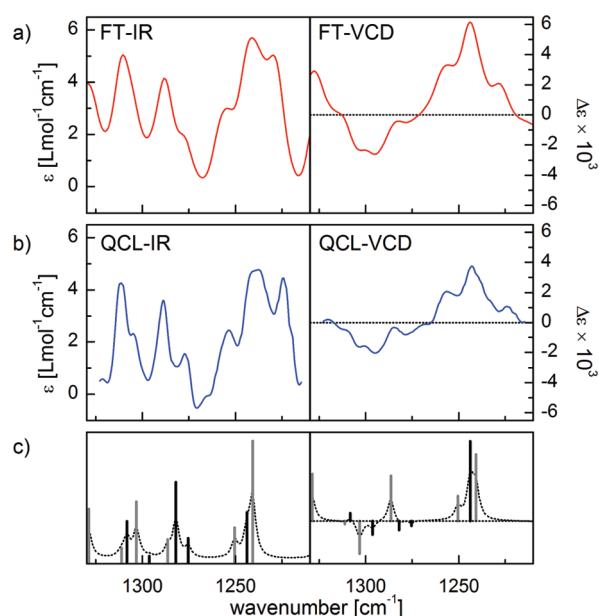 a)
FT-IR
FT-VCD
6
4
2
0
ε [Lmol⁻¹cm⁻¹]
6
4
2
0
-2
-4
-6
Δε × 10³
b)
QCL-IR
QCL-VCD
6
4
2
0
ε [Lmol⁻¹cm⁻¹]
6
4
2
0
-2
-4
-6
Δε × 10³
c)
1300
1250
1300
1250
wavenumber [cm⁻¹]